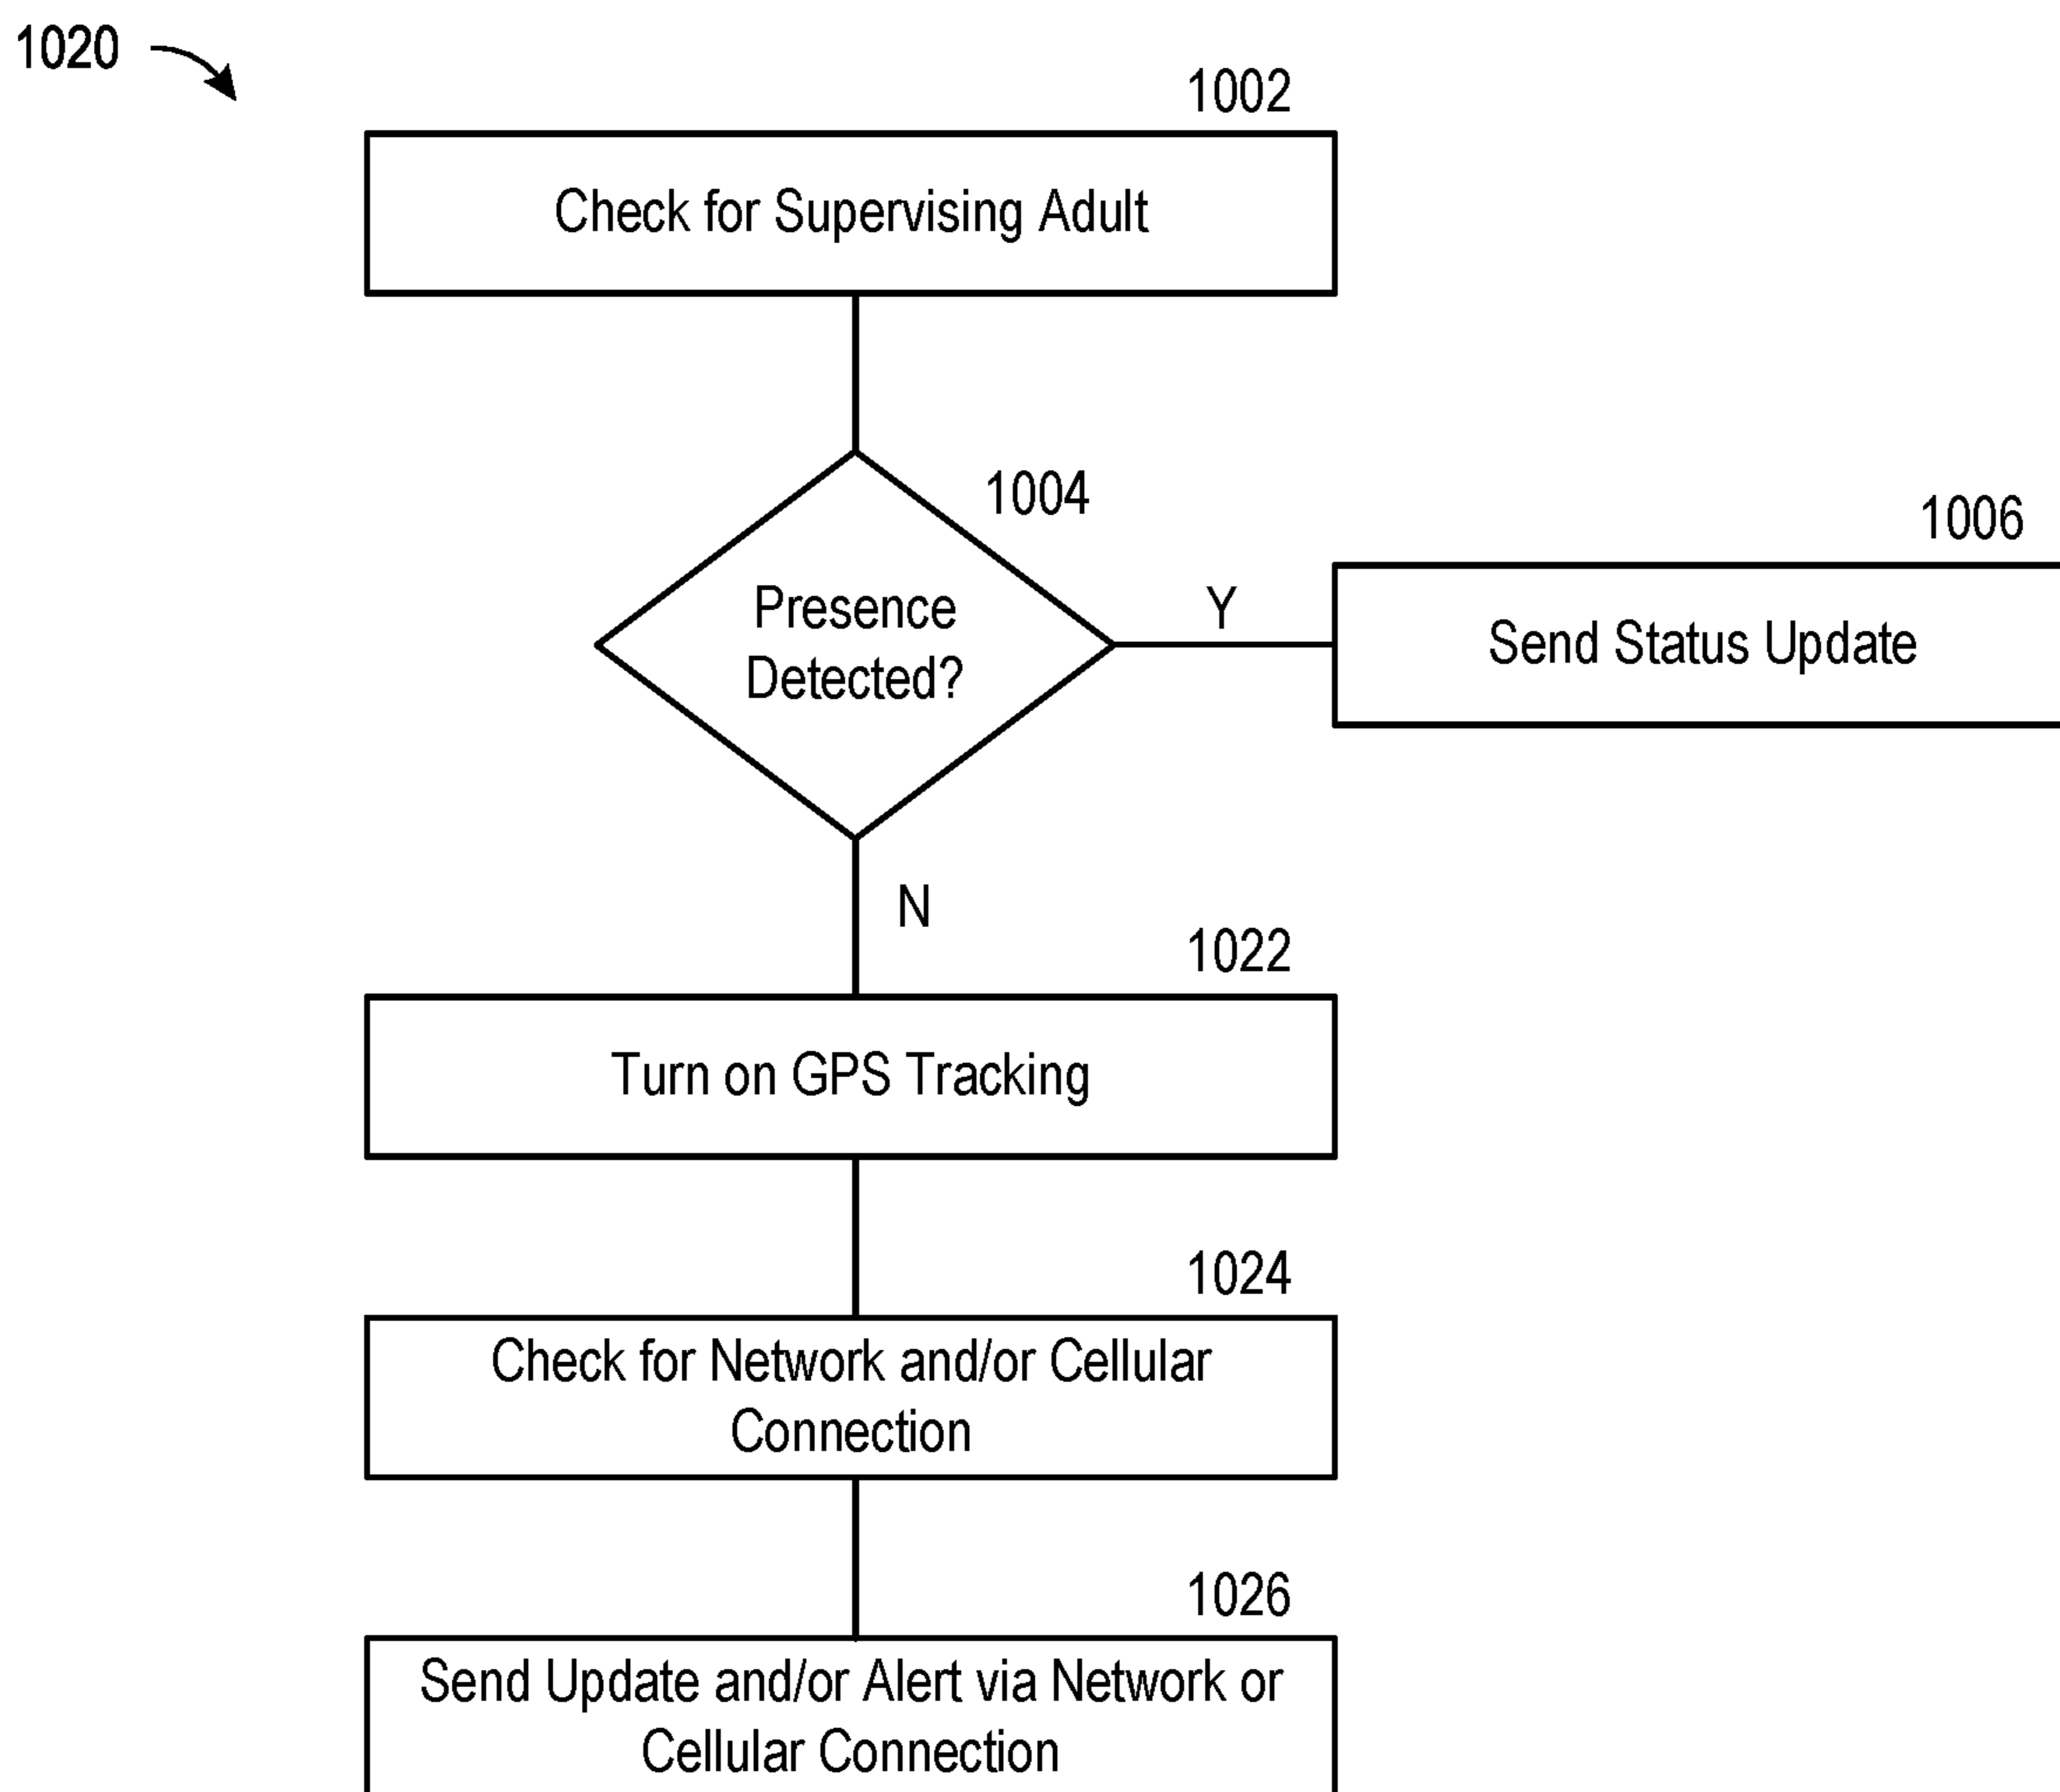 1020
1002
Check for Supervising Adult
1004
Presence
Detected?
Y
1006
Send Status Update
N
1022
Turn on GPS Tracking
1024
Check for Network and/or Cellular
Connection
1026
Send Update and/or Alert via Network or
Cellular Connection